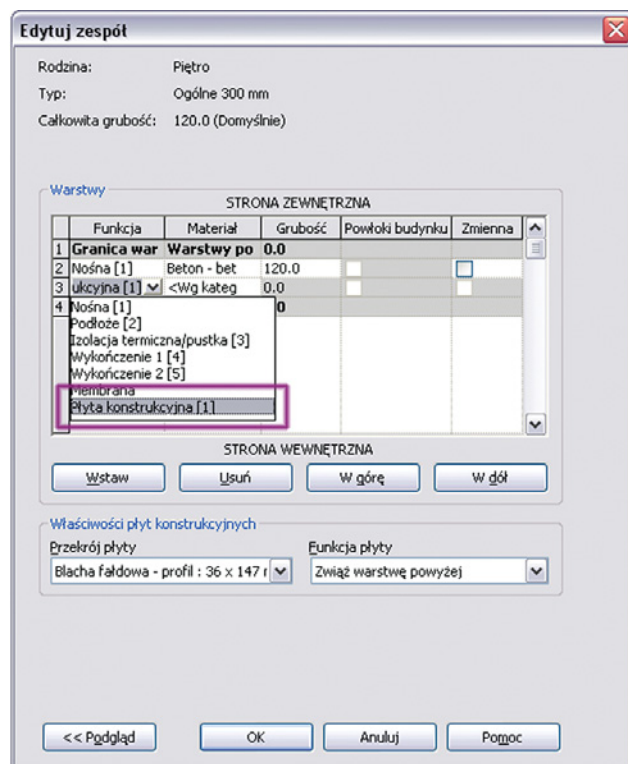 Edytuj zespół
Rodzina: Piętro
Typ: Ogólne 300 mm
Całkowita grubość: 120.0 (Domyślnie)
Warstwy
STRONA ZEWNĘTRZNA
Funkcja Materiał Grubość Powłoki budynku Zmienna
1 Granica war Warstwy po 0.0
2 Nośna [1] Beton - bet 120.0
3 ukcyjna [1] <Wg kateg 0.0
4 0
Nośna [1]
Podłoże [2]
Izolacja termiczna/pustka [3]
Wykończenie 1 [4]
Wykończenie 2 [5]
Membrana
Płyta konstrukcyjna [1]
STRONA WEWNĘTRZNA
Wstaw Usuń W górę W dół
Właściwości płyt konstrukcyjnych
Przekrój płyty Funkcja płyty
Blacha fałdowa - profil : 36 x 147 r Zwiąż warstwę powyżej
<< Podgląd OK Anuluj Pomoc